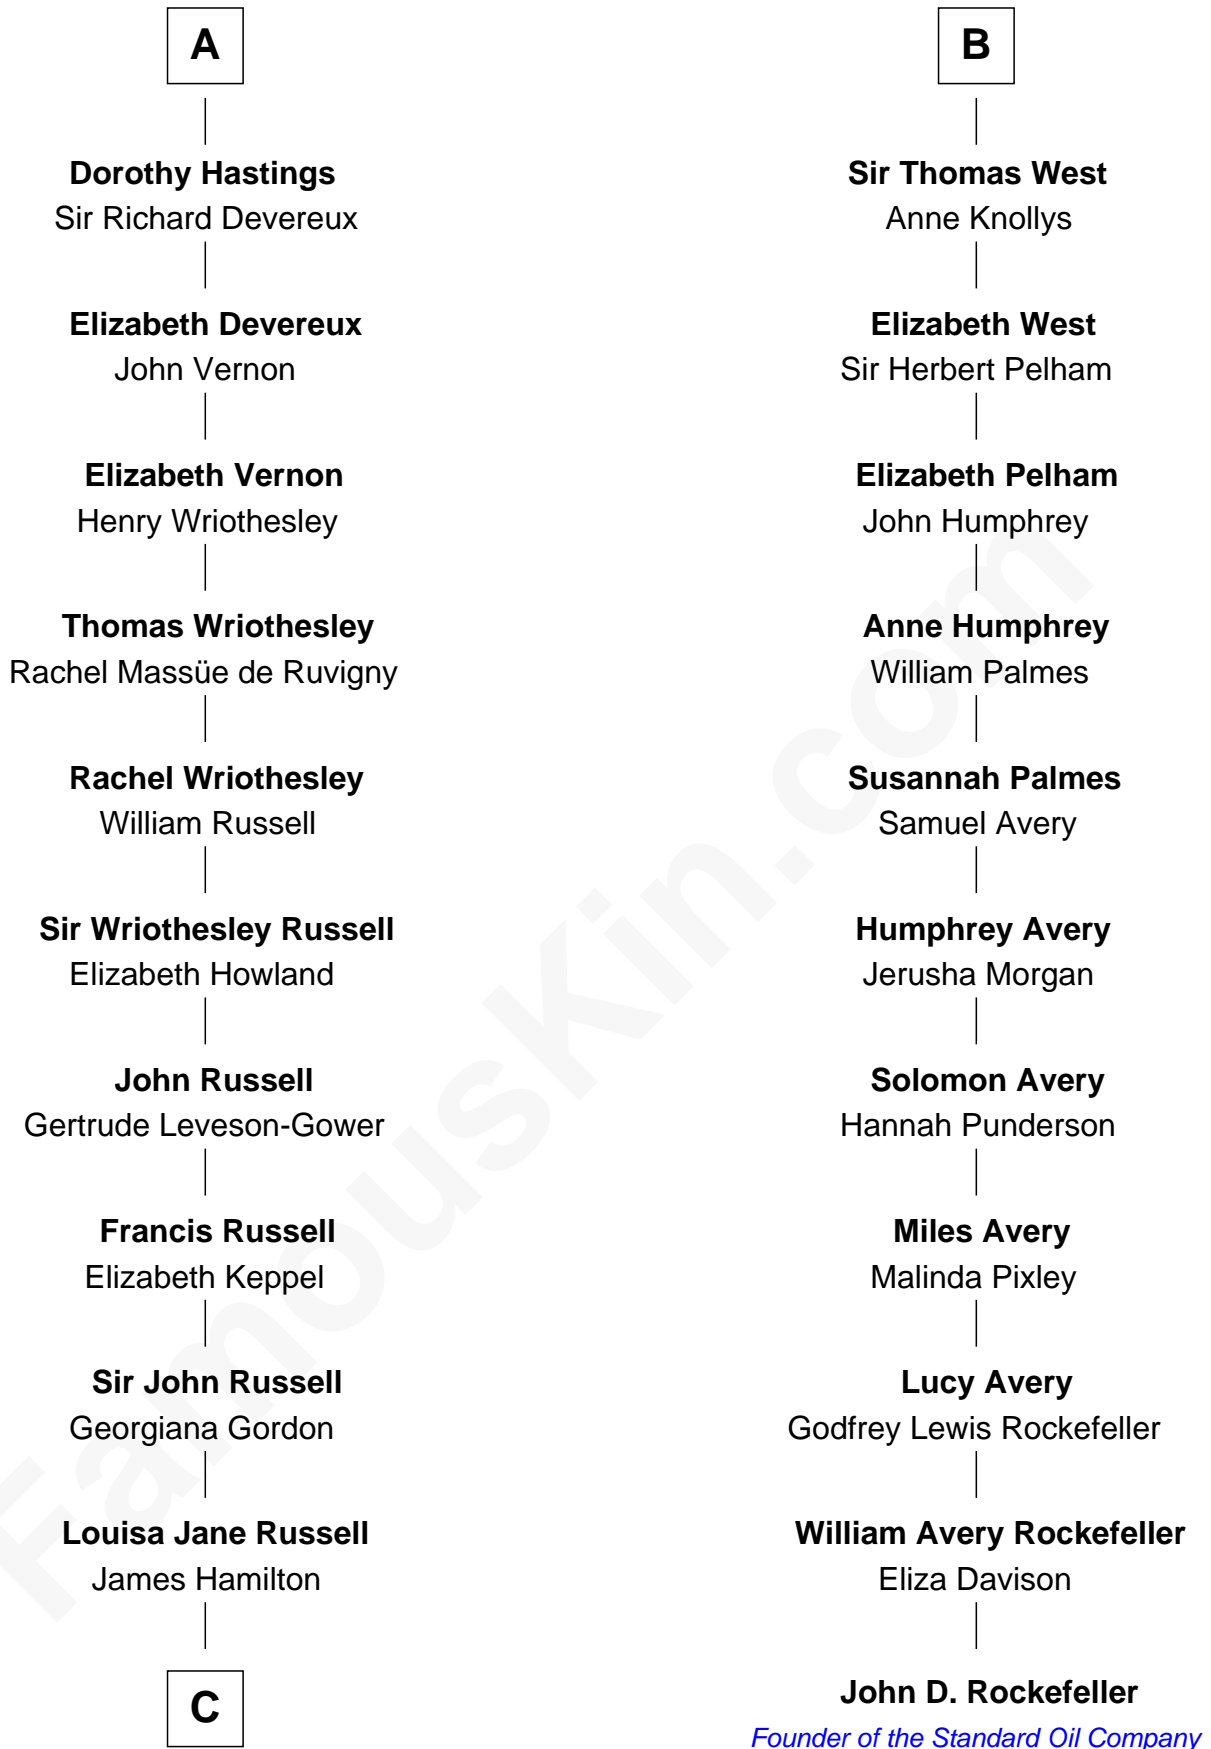 A
Dorothy Hastings
Sir Richard Devereux
Elizabeth Devereux
John Vernon
Elizabeth Vernon
Henry Wriothesley
Thomas Wriothesley
Rachel Massüe de Ruvigny
Rachel Wriothesley
William Russell
Sir Wriothesley Russell
Elizabeth Howland
John Russell
Gertrude Leveson-Gower
Francis Russell
Elizabeth Keppel
Sir John Russell
Georgiana Gordon
Louisa Jane Russell
James Hamilton
C
B
Sir Thomas West
Anne Knollys
Elizabeth West
Sir Herbert Pelham
Elizabeth Pelham
John Humphrey
Anne Humphrey
William Palmes
Susannah Palmes
Samuel Avery
Humphrey Avery
Jerusha Morgan
Solomon Avery
Hannah Punderson
Miles Avery
Malinda Pixley
Lucy Avery
Godfrey Lewis Rockefeller
William Avery Rockefeller
Eliza Davison
John D. Rockefeller
Founder of the Standard Oil Company
FamousKin.com